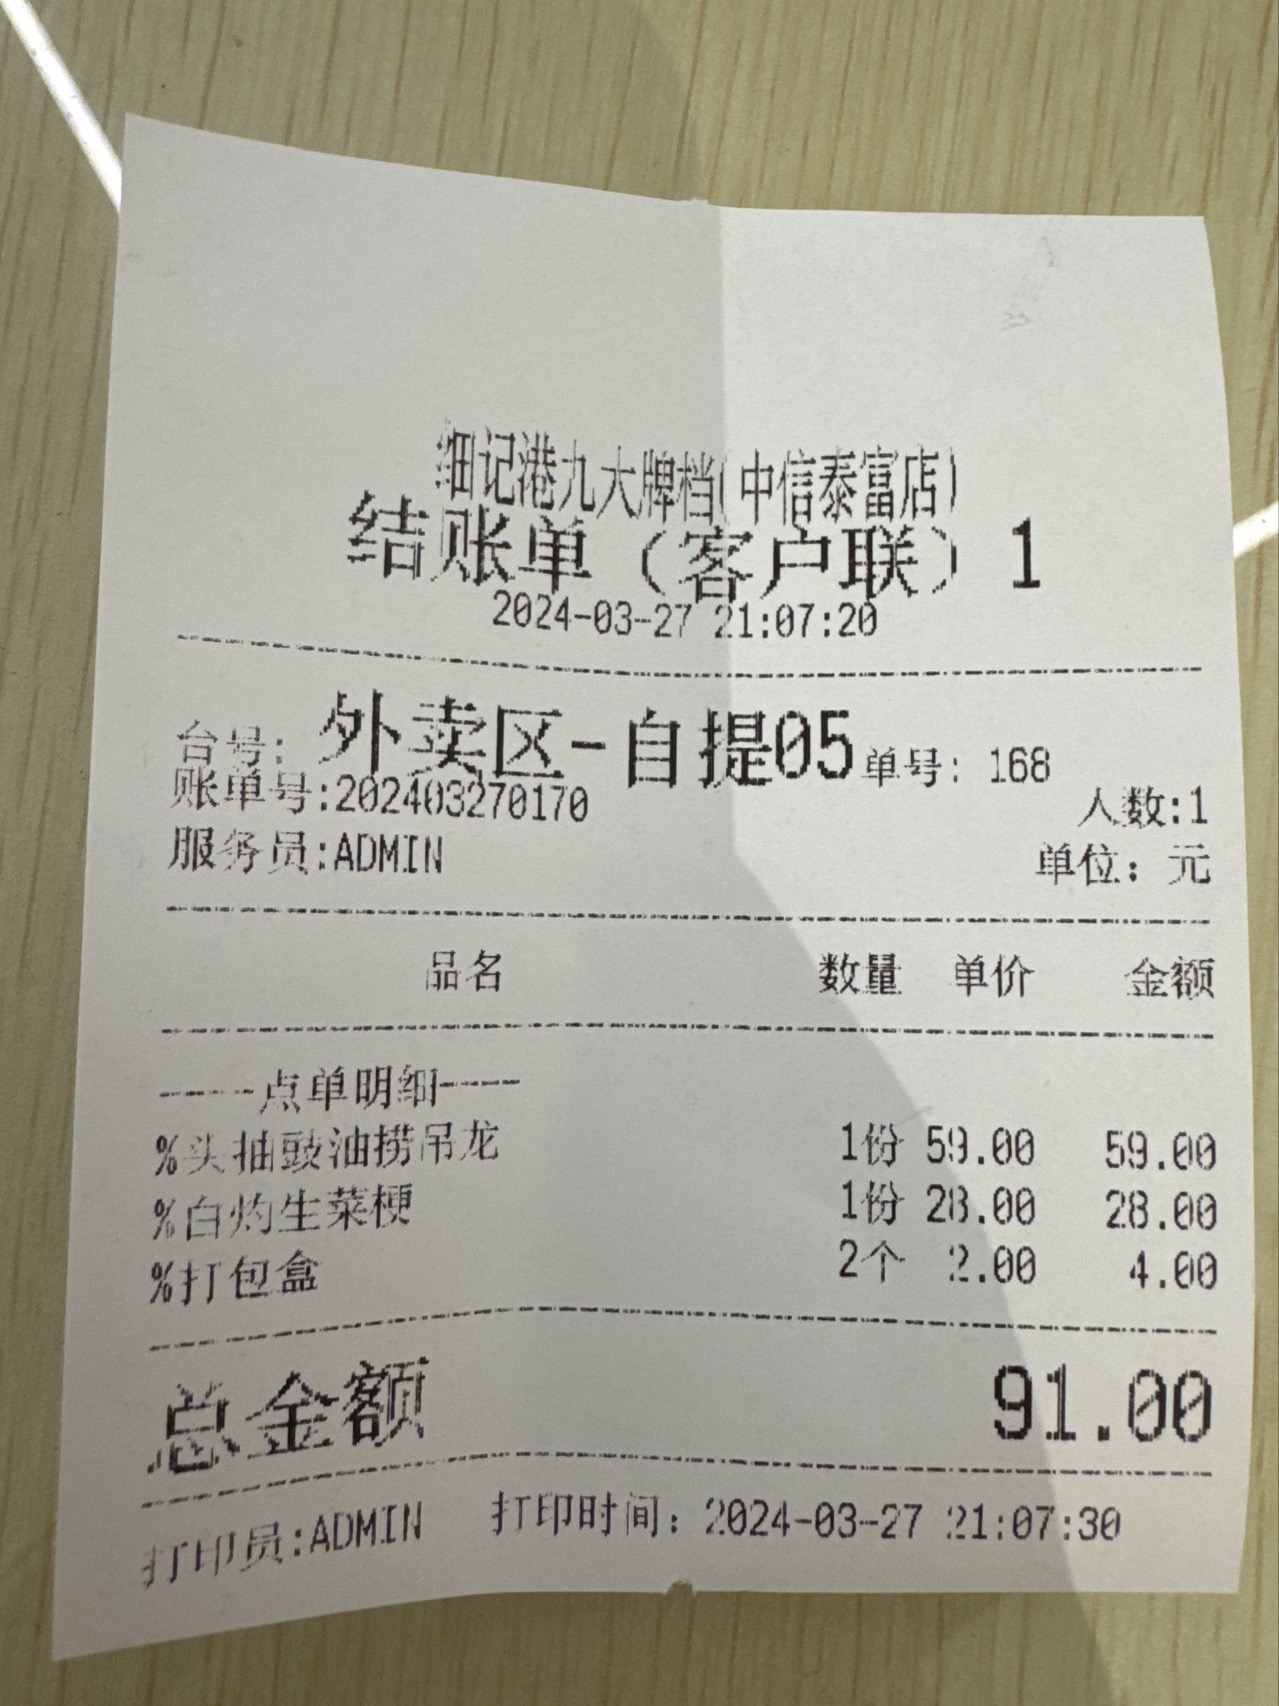 细记港九大牌档(中信泰富店)
结账单（客户联）1
2024-03-27 21:07:20
台号: 外卖区-自提05 单号: 168
账单号:202403270170 人数:1
服务员:ADMIN 单位: 元
品名 数量 单价 金额
----点单明细----
%头抽豉油捞吊龙 1份 59.00 59.00
%白灼生菜梗 1份 28.00 28.00
%打包盒 2个 2.00 4.00
总金额 91.00
打印员:ADMIN 打印时间: 2024-03-27 21:07:30